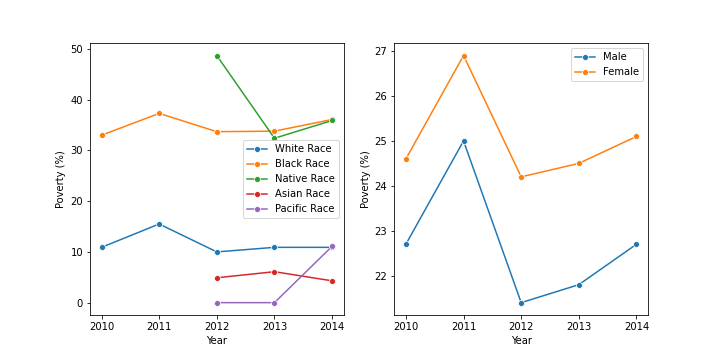 50
40
30
20
10
0
Poverty (%)
2010 2011 2012 2013 2014
Year
White Race
Black Race
Native Race
Asian Race
Pacific Race
27
26
25
24
23
22
Poverty (%)
2010 2011 2012 2013 2014
Year
Male
Female